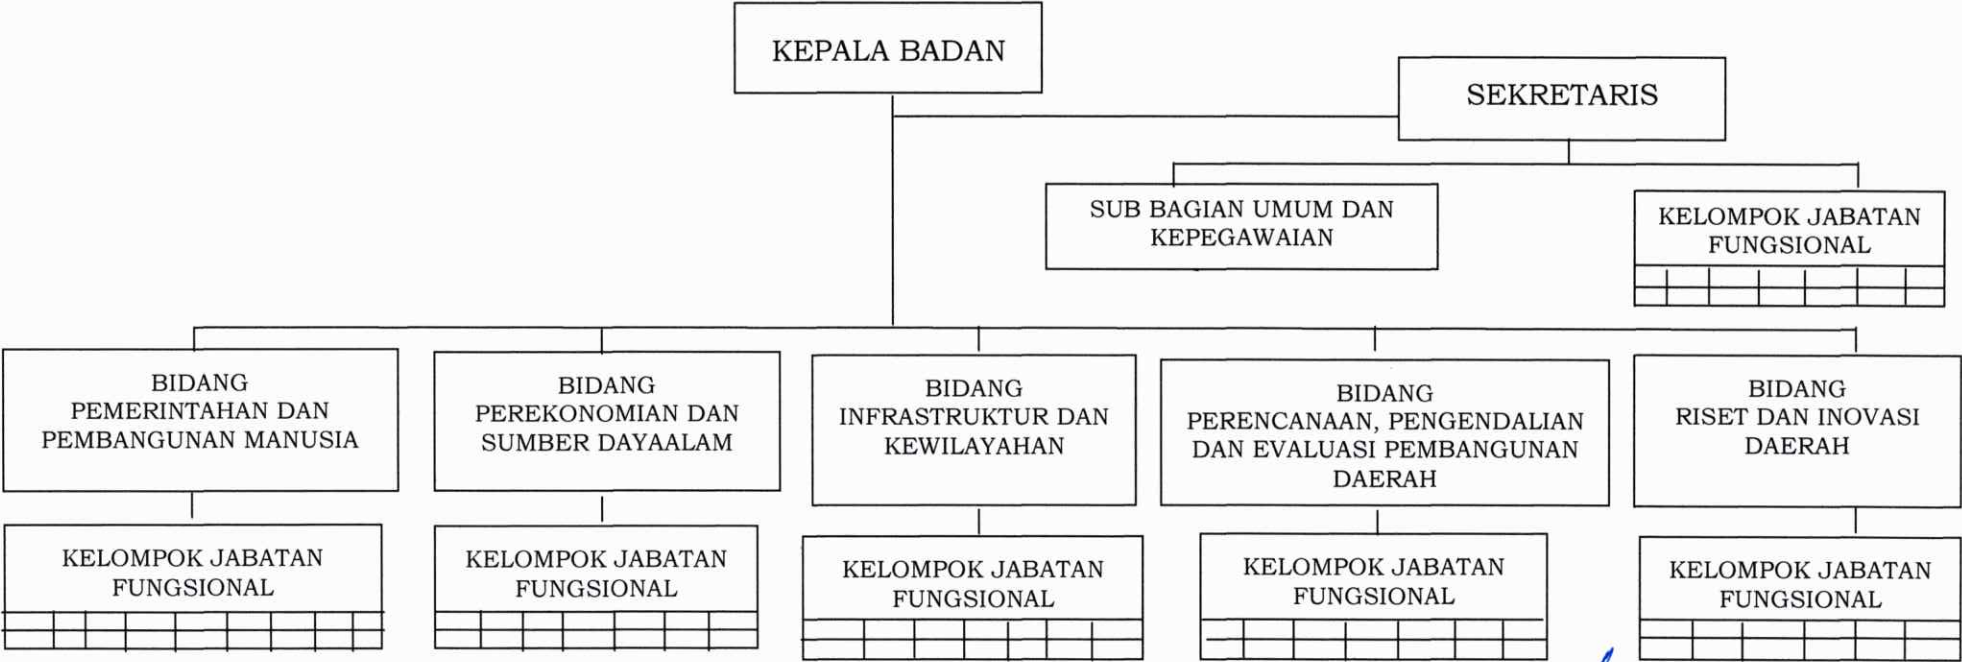 KEPALA BADAN
SEKRETARIS
SUB BAGIAN UMUM DAN
KEPEGAWAIAN
KELOMPOK JABATAN
FUNGSIONAL
BIDANG
PEMERINTAHAN DAN
PEMBANGUNAN MANUSIA
BIDANG
PEREKONOMIAN DAN
SUMBER DAYAALAM
BIDANG
INFRASTRUKTUR DAN
KEWILAYAHAN
BIDANG
PERENCANAAN, PENGENDALIAN
DAN EVALUASI PEMBANGUNAN
DAERAH
BIDANG
RISET DAN INOVASI
DAERAH
KELOMPOK JABATAN
FUNGSIONAL
KELOMPOK JABATAN
FUNGSIONAL
KELOMPOK JABATAN
FUNGSIONAL
KELOMPOK JABATAN
FUNGSIONAL
KELOMPOK JABATAN
FUNGSIONAL